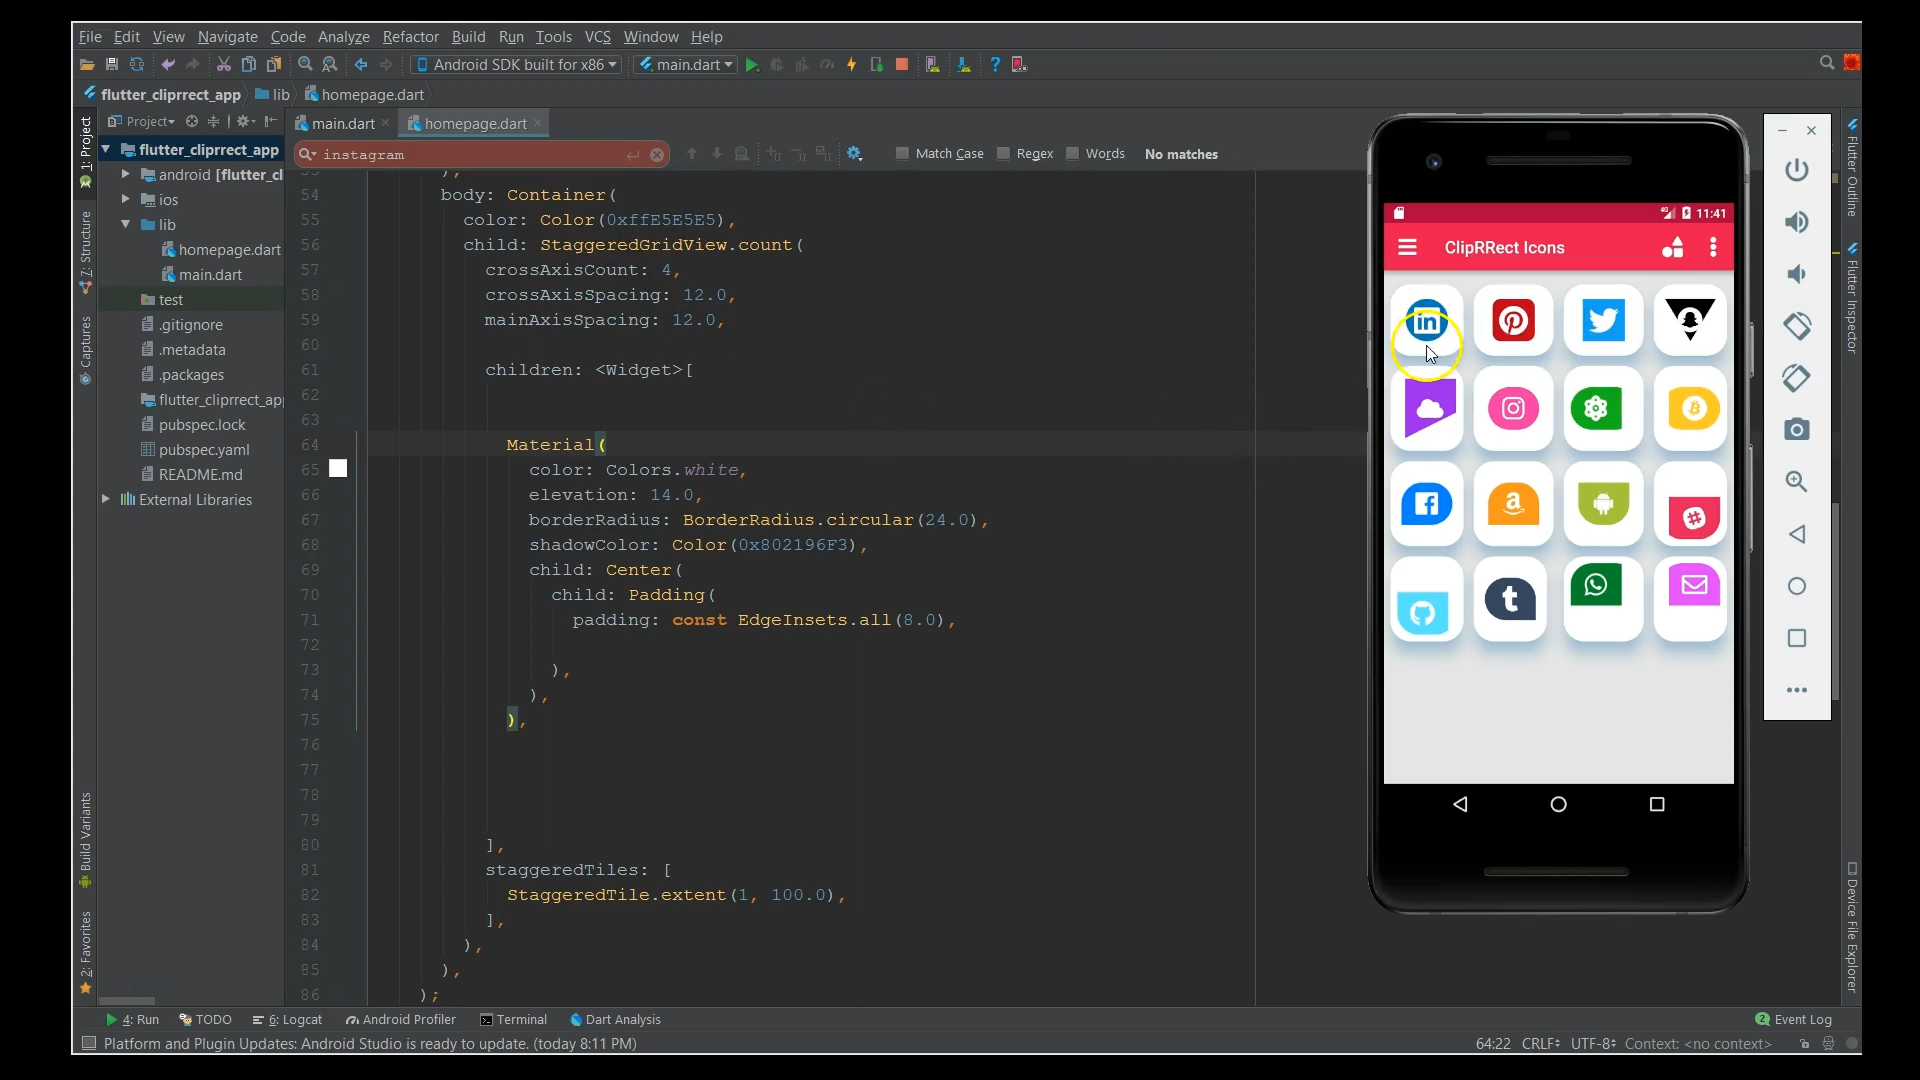 File Edit View Navigate Code Analyze Refactor Build Run Tools VCS Window Help
Android SDK built for x86 main.dart
flutter_cliprrect_app lib homepage.dart
1: Project
7: Structure
Captures
Build Variants
2: Favorites
Project
flutter_cliprrect_app
android [flutter_cl
ios
lib
homepage.dart
main.dart
test
.gitignore
.metadata
.packages
flutter_cliprrect_app
pubspec.lock
pubspec.yaml
README.md
External Libraries
main.dart homepage.dart
instagram Match Case Regex Words No matches
54 body: Container(
55 color: Color(0xffE5E5E5),
56 child: StaggeredGridView.count(
57 crossAxisCount: 4,
58 crossAxisSpacing: 12.0,
59 mainAxisSpacing: 12.0,
60
61 children: <Widget>[
62
63
64 Material(
65 color: Colors.white,
66 elevation: 14.0,
67 borderRadius: BorderRadius.circular(24.0),
68 shadowColor: Color(0x802196F3),
69 child: Center(
70 child: Padding(
71 padding: const EdgeInsets.all(8.0),
72
73 ),
74 ),
75 ),
76
77
78
79
80 ],
81 staggeredTiles: [
82 StaggeredTile.extent(1, 100.0),
83 ],
84 ),
85 ),
86 );
4G 11:41
ClipRRect Icons
in
a
t
Flutter Outline
Flutter Inspector
Device File Explorer
4: Run TODO 6: Logcat Android Profiler Terminal Dart Analysis 2 Event Log
Platform and Plugin Updates: Android Studio is ready to update. (today 8:11 PM) 64:22 CRLF UTF-8 Context: <no context>